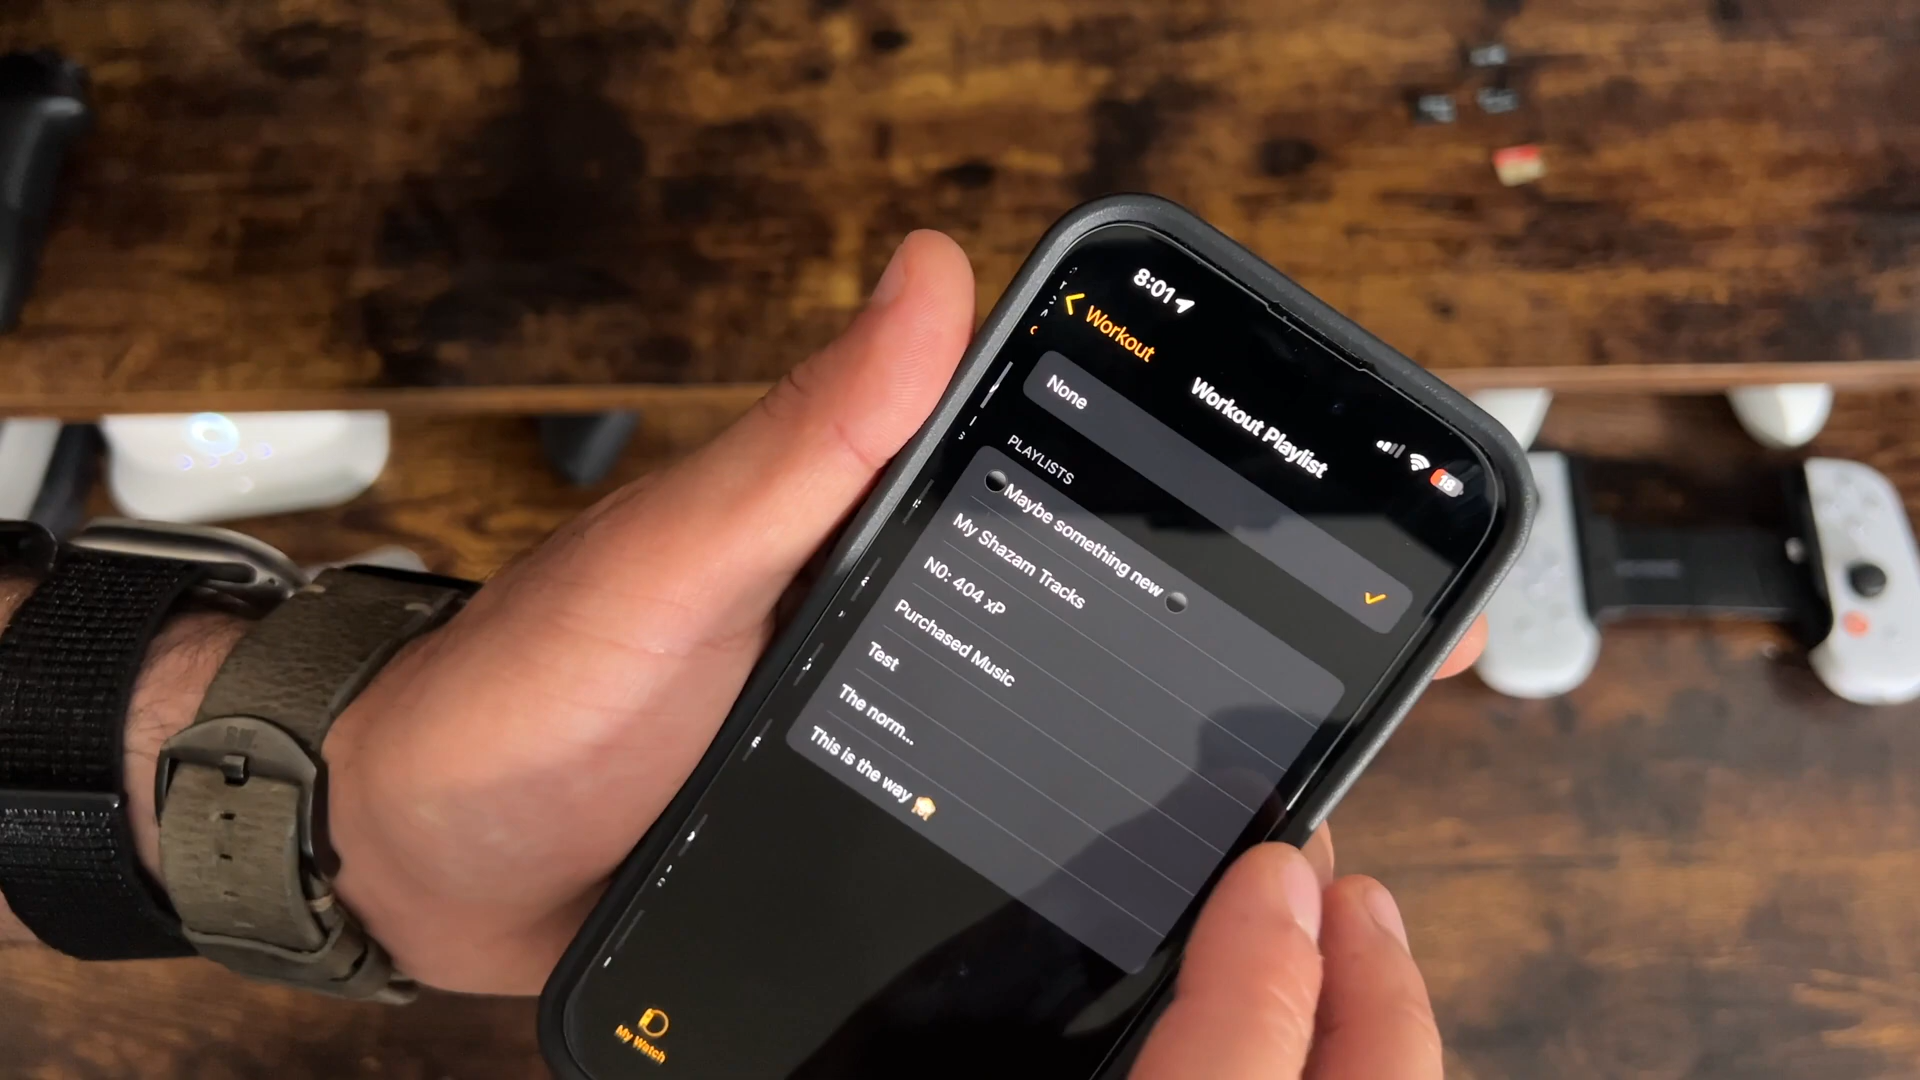 8:01
18
Workout
Workout Playlist
None
PLAYLISTS
Maybe something new
My Shazam Tracks
N0: 404 xP
Purchased Music
Test
The norm...
This is the way 🙈
My Watch